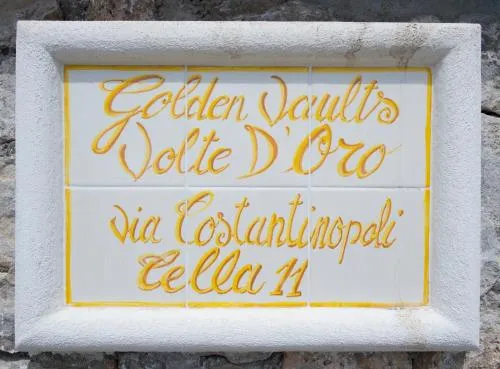 Golden Vaults
Volte D'Oro
via Costantinopoli
Cella 11